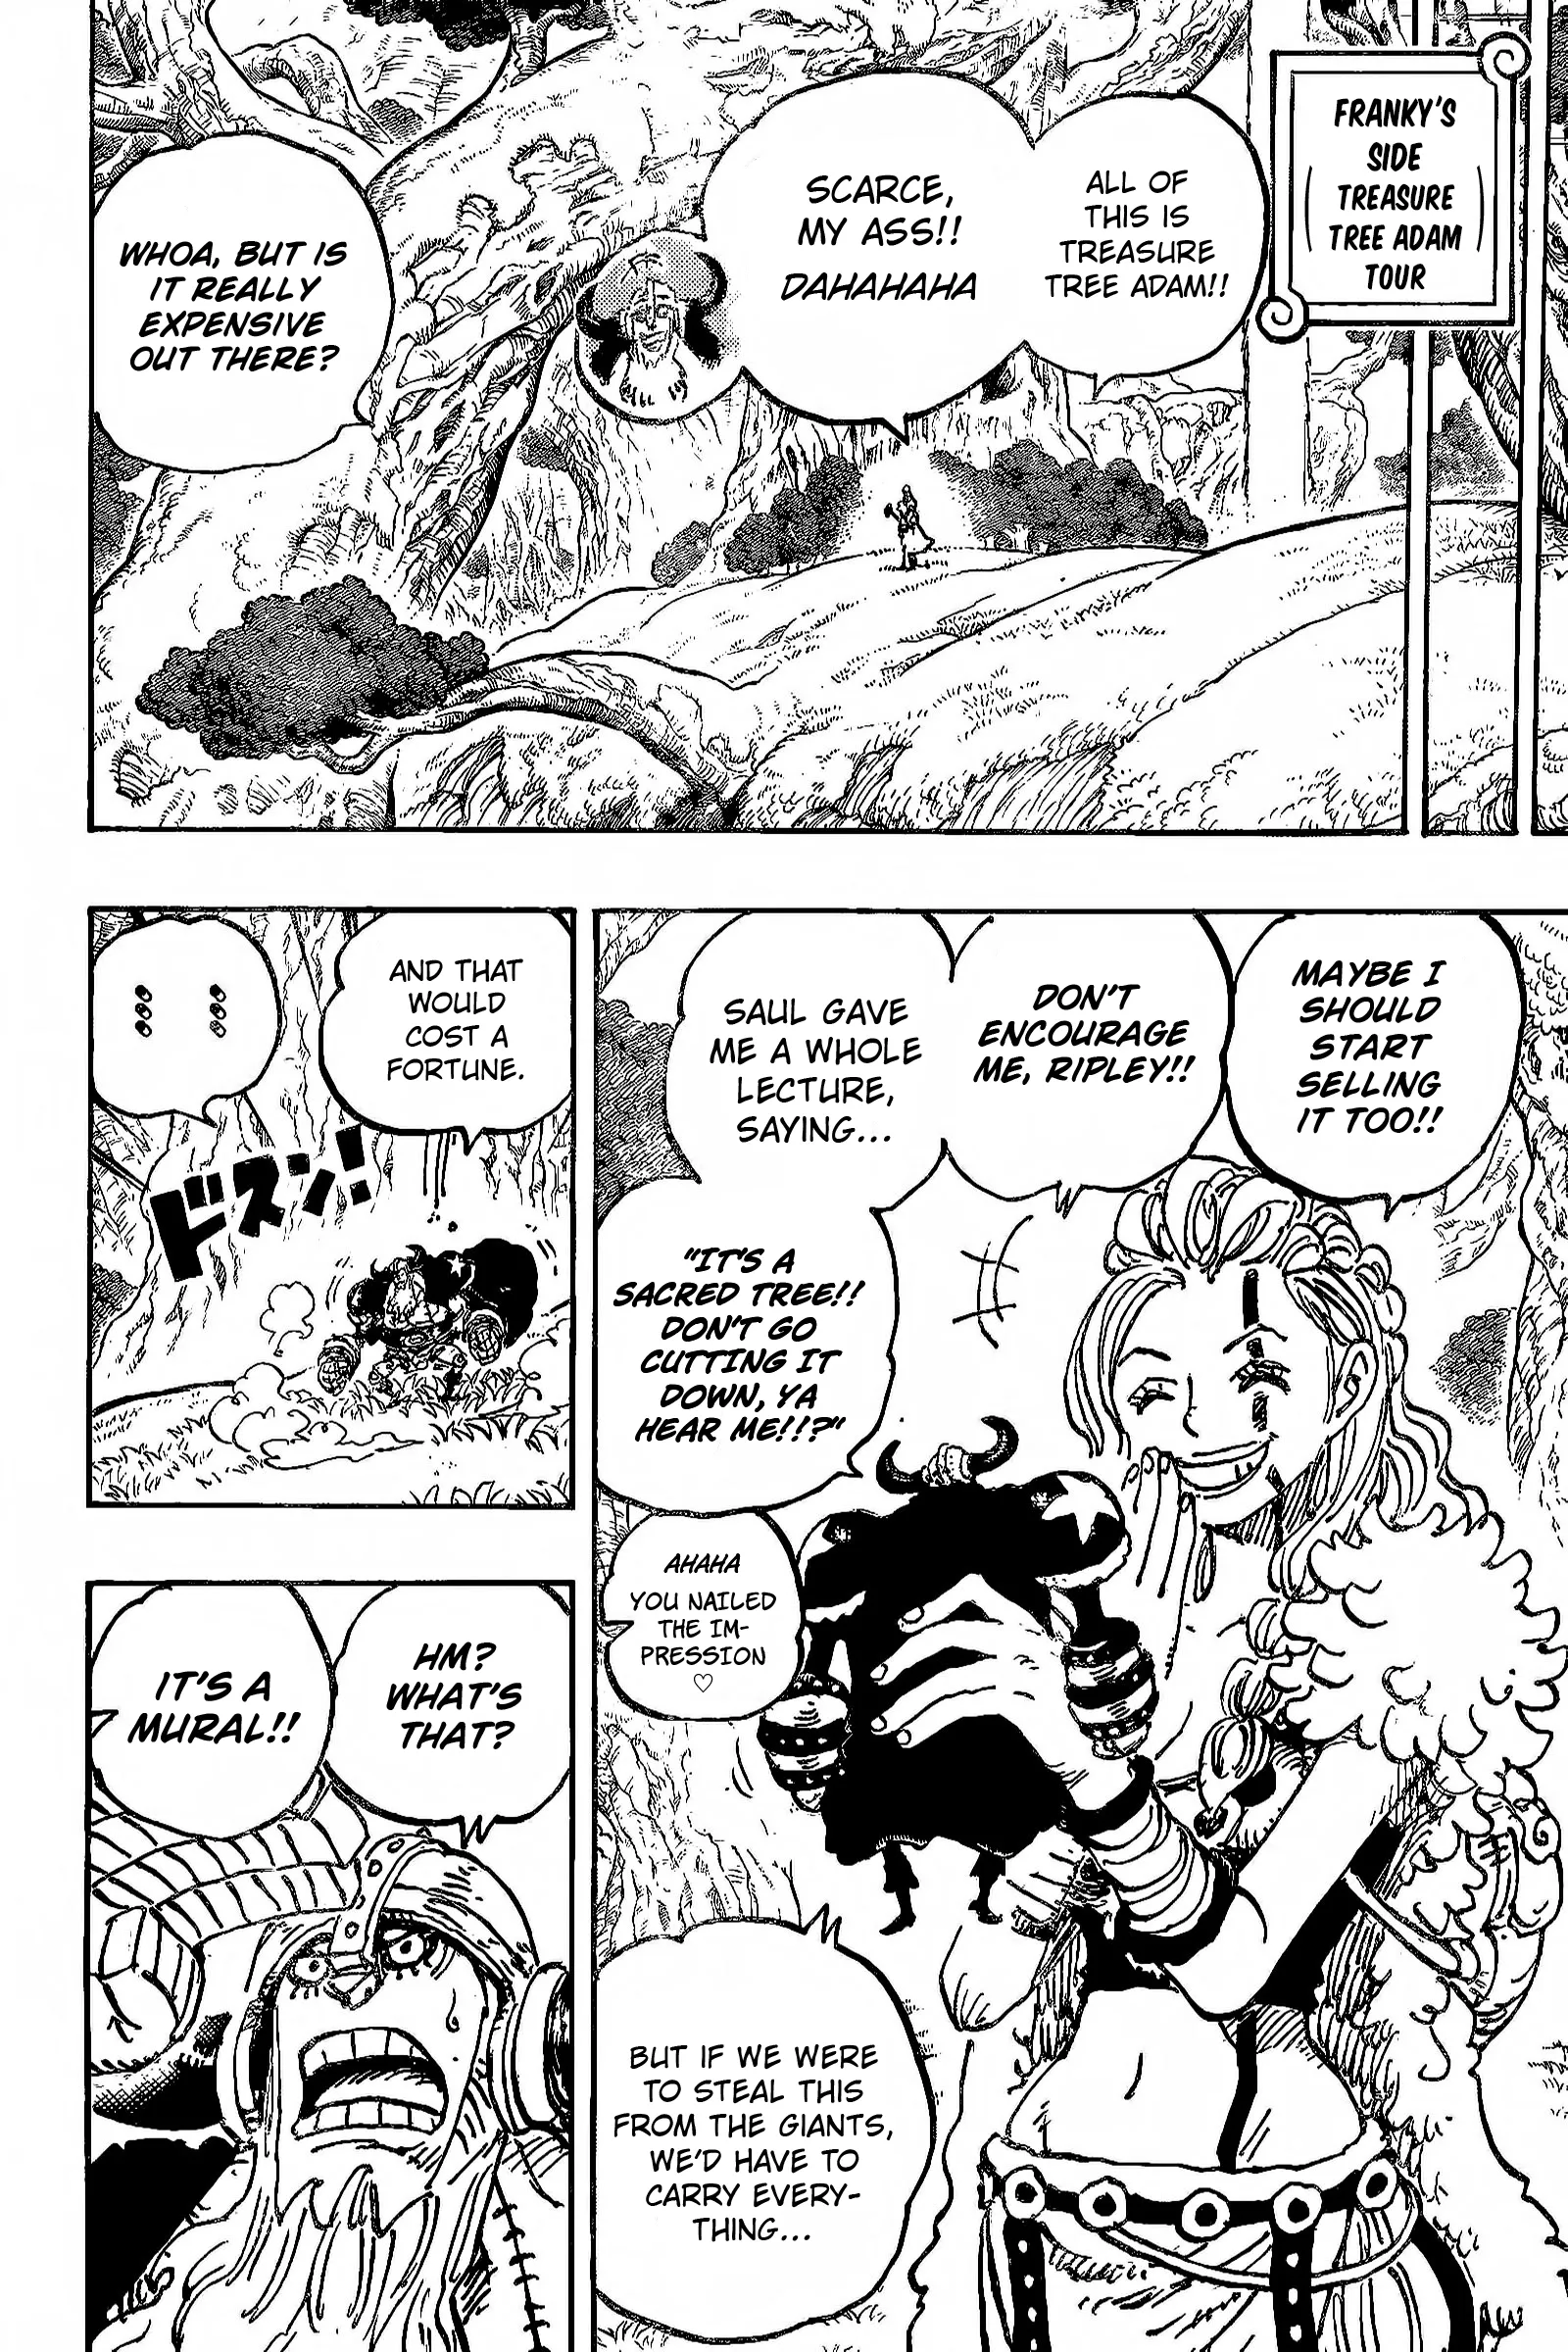 FRANKY'S
SIDE
TREASURE
TREE ADAM
TOUR
ALL OF
THIS IS
TREASURE
TREE ADAM!!
SCARCE,
MY ASS!!
DAHAHAHA
WHOA, BUT IS
IT REALLY
EXPENSIVE
OUT THERE?
MAYBE I
SHOULD
START
SELLING
IT TOO!!
DON'T
ENCOURAGE
ME, RIPLEY!!
SAUL GAVE
ME A WHOLE
LECTURE,
SAYING...
"IT'S A
SACRED TREE!!
DON'T GO
CUTTING IT
DOWN, YA
HEAR ME!!?"
AHAHA
YOU NAILED
THE IM-
PRESSION
♡
BUT IF WE WERE
TO STEAL THIS
FROM THE GIANTS,
WE'D HAVE TO
CARRY EVERY-
THING...
AND THAT
WOULD
COST A
FORTUNE.
... ...
ドスン!
HM?
WHAT'S
THAT?
IT'S A
MURAL!!